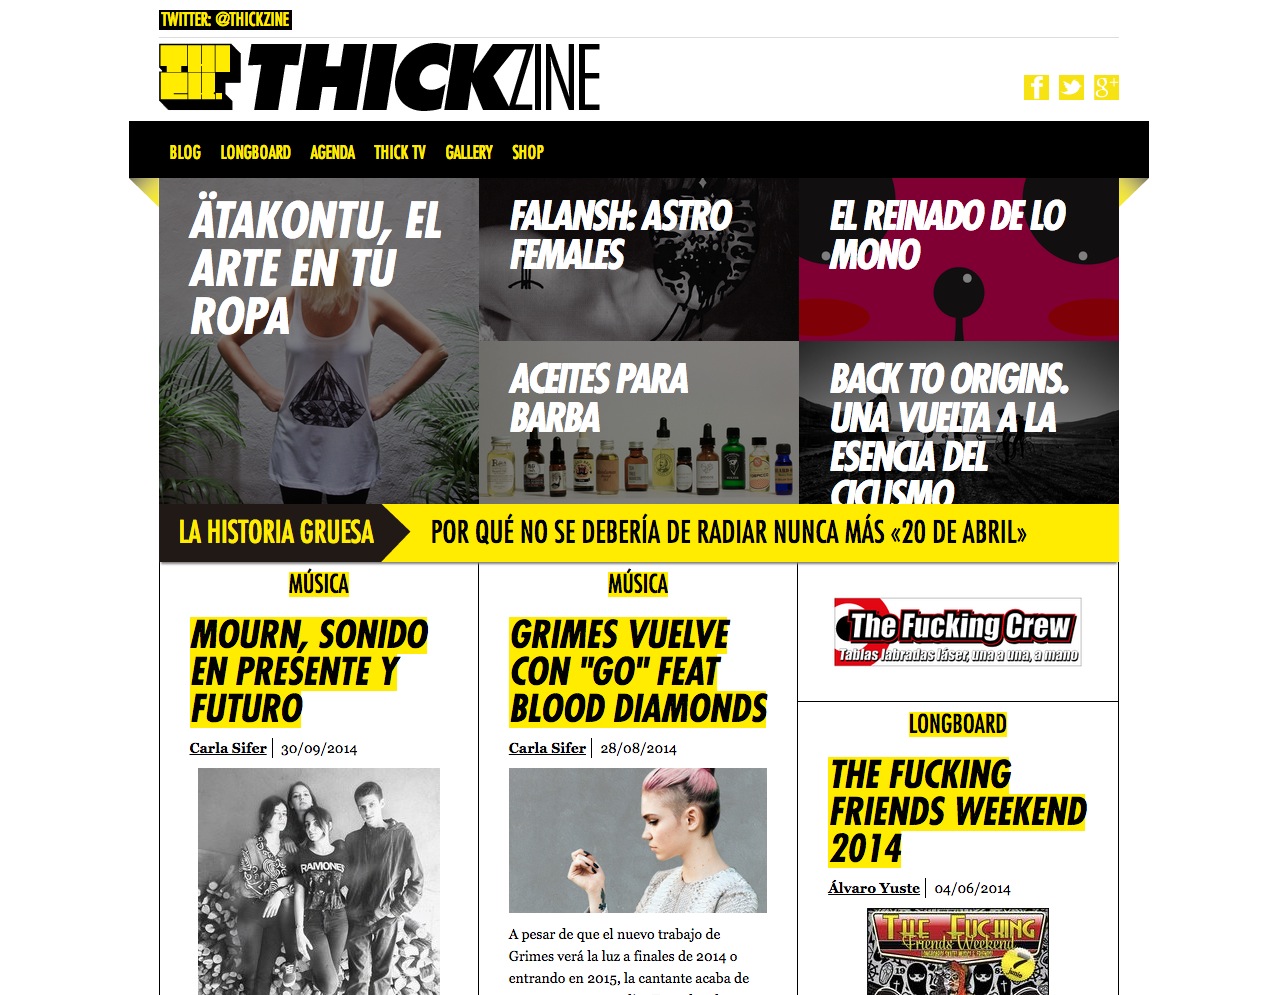 TWITTER: @THICKZINE
THICK.
THICKZINE
BLOG LONGBOARD AGENDA THICK TV GALLERY SHOP
ÄTAKONTU, EL
ARTE EN TU
ROPA
FALANSH: ASTRO
FEMALES
EL REINADO DE LO
MONO
ACEITES PARA
BARBA
BACK TO ORIGINS.
UNA VUELTA A LA
ESENCIA DEL
CICLISMO
LA HISTORIA GRUESA
POR QUÉ NO SE DEBERÍA DE RADIAR NUNCA MÁS «20 DE ABRIL»
MÚSICA
MOURN, SONIDO
EN PRESENTE Y
FUTURO
Carla Sifer 30/09/2014
RAMONES
MÚSICA
GRIMES VUELVE
CON "GO" FEAT
BLOOD DIAMONDS
Carla Sifer 28/08/2014
A pesar de que el nuevo trabajo de
Grimes verá la luz a finales de 2014 o
entrando en 2015, la cantante acaba de
The Fucking Crew
Tablas labradas láser, una a una, a mano
LONGBOARD
THE FUCKING
FRIENDS WEEKEND
2014
Álvaro Yuste 04/06/2014
The Fucking
Friends Weekend
7
Junio